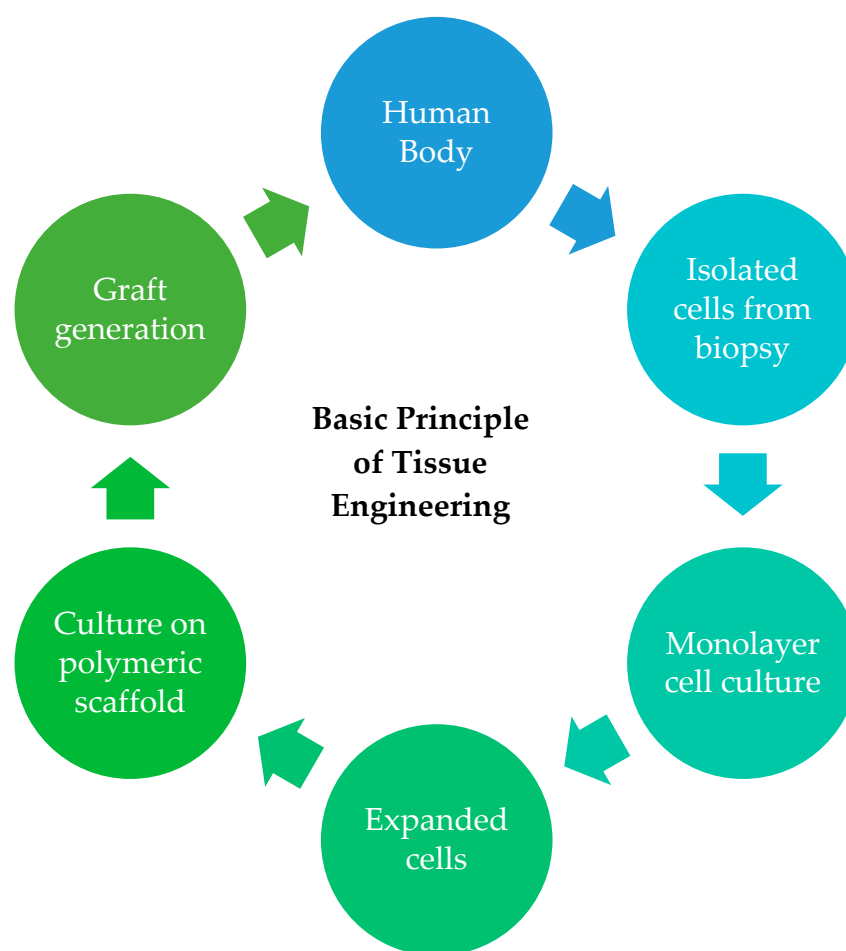 Human
Body
Isolated
cells from
biopsy
Monolayer
cell culture
Expanded
cells
Culture on
polymeric
scaffold
Graft
generation
Basic Principle
of Tissue
Engineering